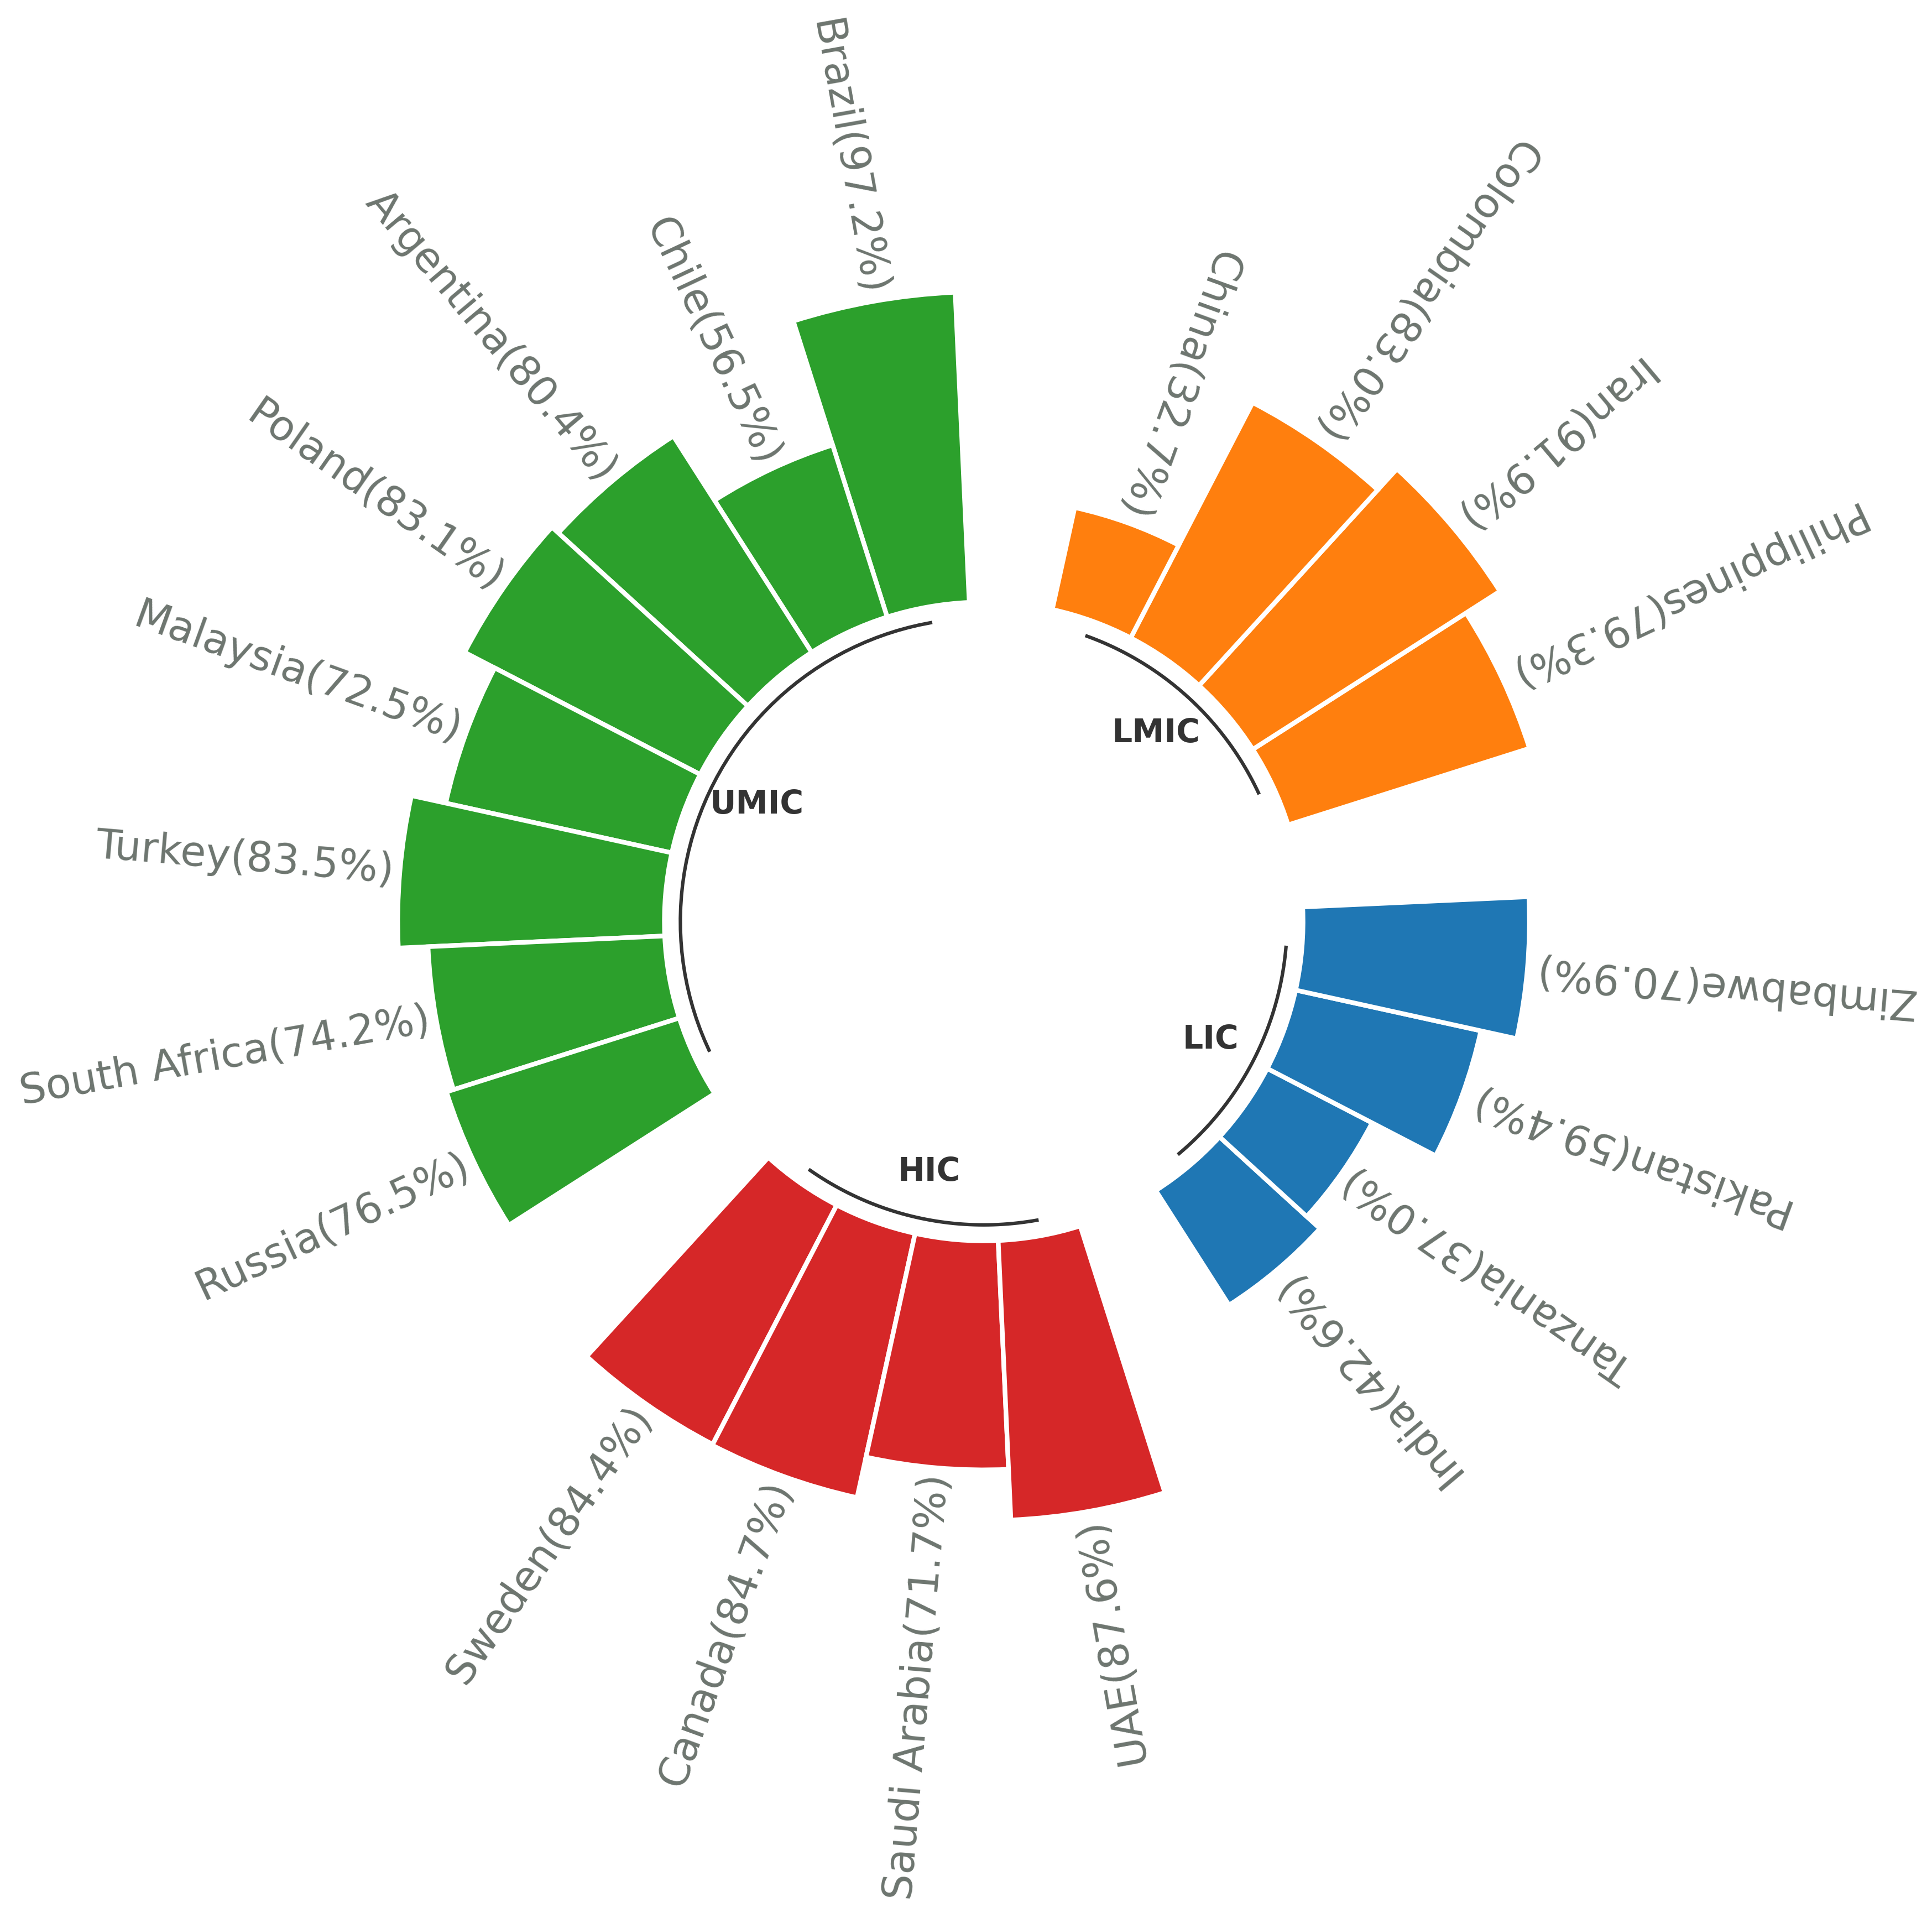 Brazil(97.2%)
Chile(56.5%)
Argentina(80.4%)
Poland(83.1%)
Malaysia(72.5%)
Turkey(83.5%)
South Africa(74.2%)
Russia(76.5%)
Sweden(84.4%)
Canada(84.7%)
Saudi Arabia(71.7%)
UAE(87.9%)
India(42.6%)
Tanzania(37.0%)
Pakistan(59.4%)
Zimbabwe(70.9%)
Philippines(79.3%)
Iran(91.9%)
Colombia(83.0%)
China(32.7%)
LMIC
UMIC
LIC
HIC